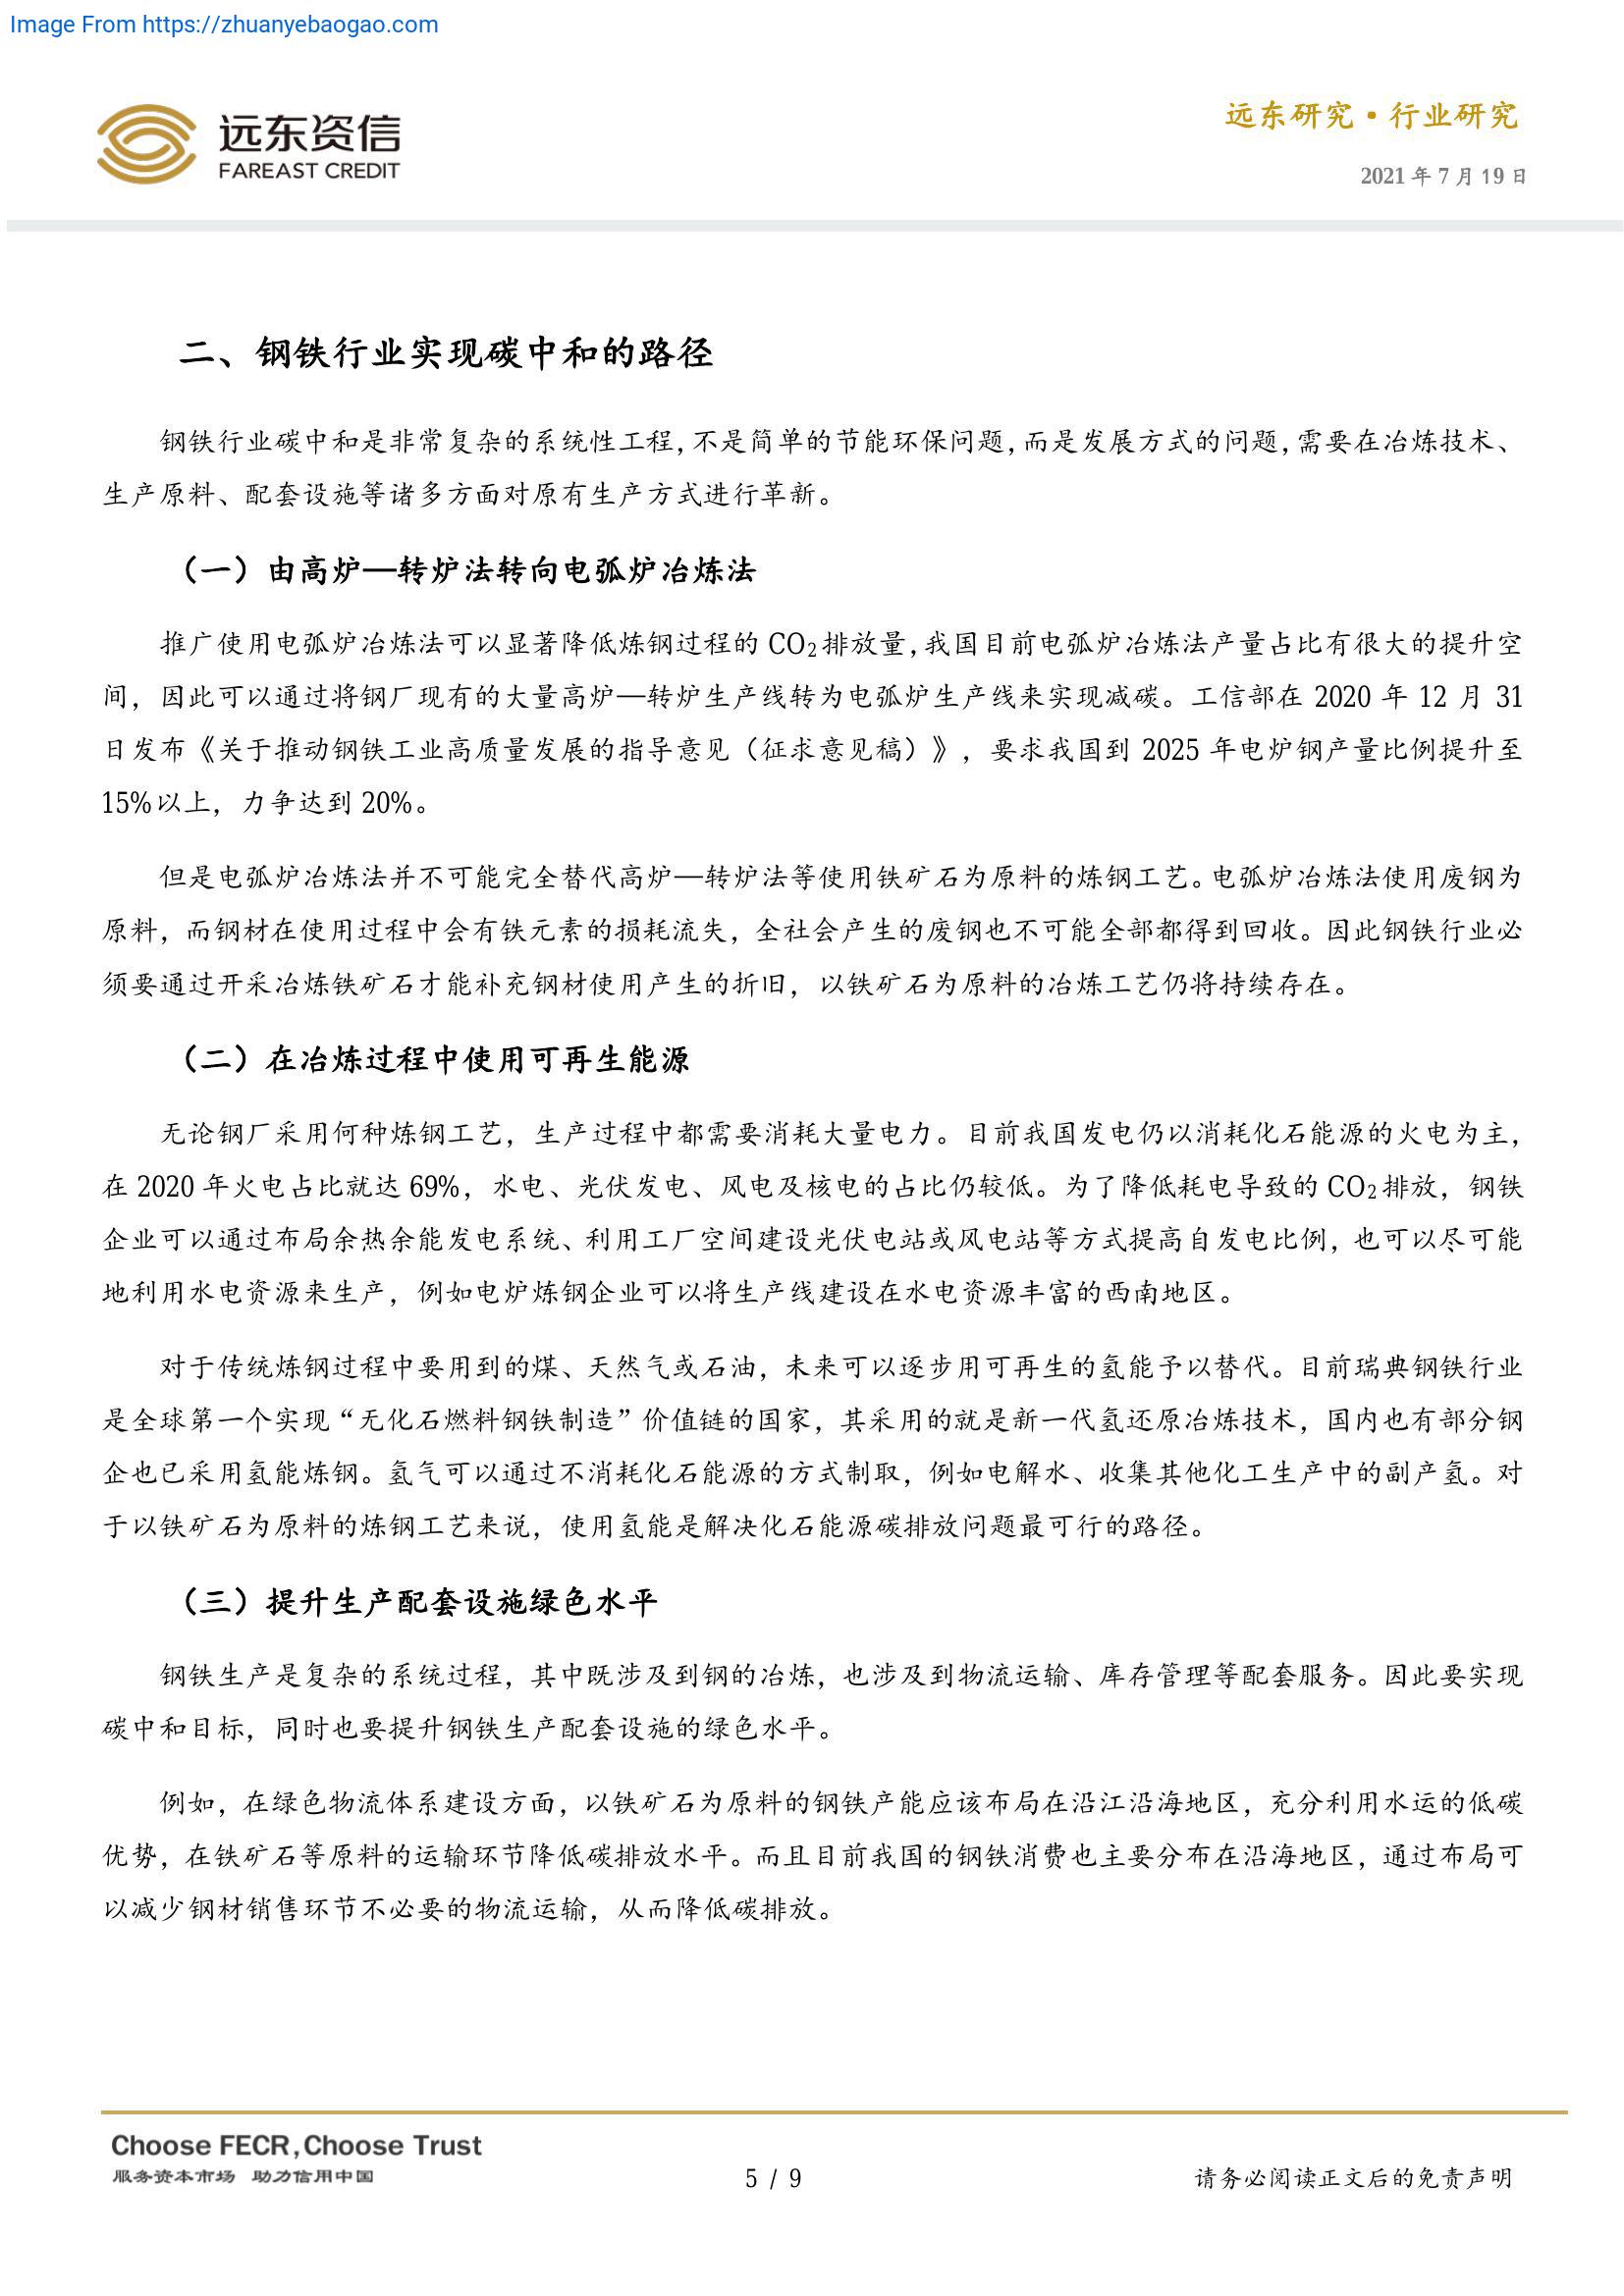 Image From https://zhuanyebaogao.com
远东资信
FAREAST CREDIT
远东研究·行业研究
2021 年 7 月 19 日
二、钢铁行业实现碳中和的路径
钢铁行业碳中和是非常复杂的系统性工程,不是简单的节能环保问题,而是发展方式的问题,需要在冶炼技术、
生产原料、配套设施等诸多方面对原有生产方式进行革新。
（一）由高炉—转炉法转向电弧炉冶炼法
推广使用电弧炉冶炼法可以显著降低炼钢过程的 CO₂排放量,我国目前电弧炉冶炼法产量占比有很大的提升空
间，因此可以通过将钢厂现有的大量高炉—转炉生产线转为电弧炉生产线来实现减碳。工信部在 2020 年 12 月 31
日发布《关于推动钢铁工业高质量发展的指导意见（征求意见稿）》，要求我国到 2025 年电炉钢产量比例提升至
15%以上，力争达到 20%。
但是电弧炉冶炼法并不可能完全替代高炉—转炉法等使用铁矿石为原料的炼钢工艺。电弧炉冶炼法使用废钢为
原料，而钢材在使用过程中会有铁元素的损耗流失，全社会产生的废钢也不可能全部都得到回收。因此钢铁行业必
须要通过开采冶炼铁矿石才能补充钢材使用产生的折旧，以铁矿石为原料的冶炼工艺仍将持续存在。
（二）在冶炼过程中使用可再生能源
无论钢厂采用何种炼钢工艺，生产过程中都需要消耗大量电力。目前我国发电仍以消耗化石能源的火电为主，
在 2020 年火电占比就达 69%，水电、光伏发电、风电及核电的占比仍较低。为了降低耗电导致的 CO₂排放，钢铁
企业可以通过布局余热余能发电系统、利用工厂空间建设光伏电站或风电站等方式提高自发电比例，也可以尽可能
地利用水电资源来生产，例如电炉炼钢企业可以将生产线建设在水电资源丰富的西南地区。
对于传统炼钢过程中要用到的煤、天然气或石油，未来可以逐步用可再生的氢能予以替代。目前瑞典钢铁行业
是全球第一个实现“无化石燃料钢铁制造”价值链的国家，其采用的就是新一代氢还原冶炼技术，国内也有部分钢
企也已采用氢能炼钢。氢气可以通过不消耗化石能源的方式制取，例如电解水、收集其他化工生产中的副产氢。对
于以铁矿石为原料的炼钢工艺来说，使用氢能是解决化石能源碳排放问题最可行的路径。
（三）提升生产配套设施绿色水平
钢铁生产是复杂的系统过程，其中既涉及到钢的冶炼，也涉及到物流运输、库存管理等配套服务。因此要实现
碳中和目标，同时也要提升钢铁生产配套设施的绿色水平。
例如，在绿色物流体系建设方面，以铁矿石为原料的钢铁产能应该布局在沿江沿海地区，充分利用水运的低碳
优势，在铁矿石等原料的运输环节降低碳排放水平。而且目前我国的钢铁消费也主要分布在沿海地区，通过布局可
以减少钢材销售环节不必要的物流运输，从而降低碳排放。
Choose FECR,Choose Trust
服务资本市场 助力信用中国
5 / 9
请务必阅读正文后的免责声明